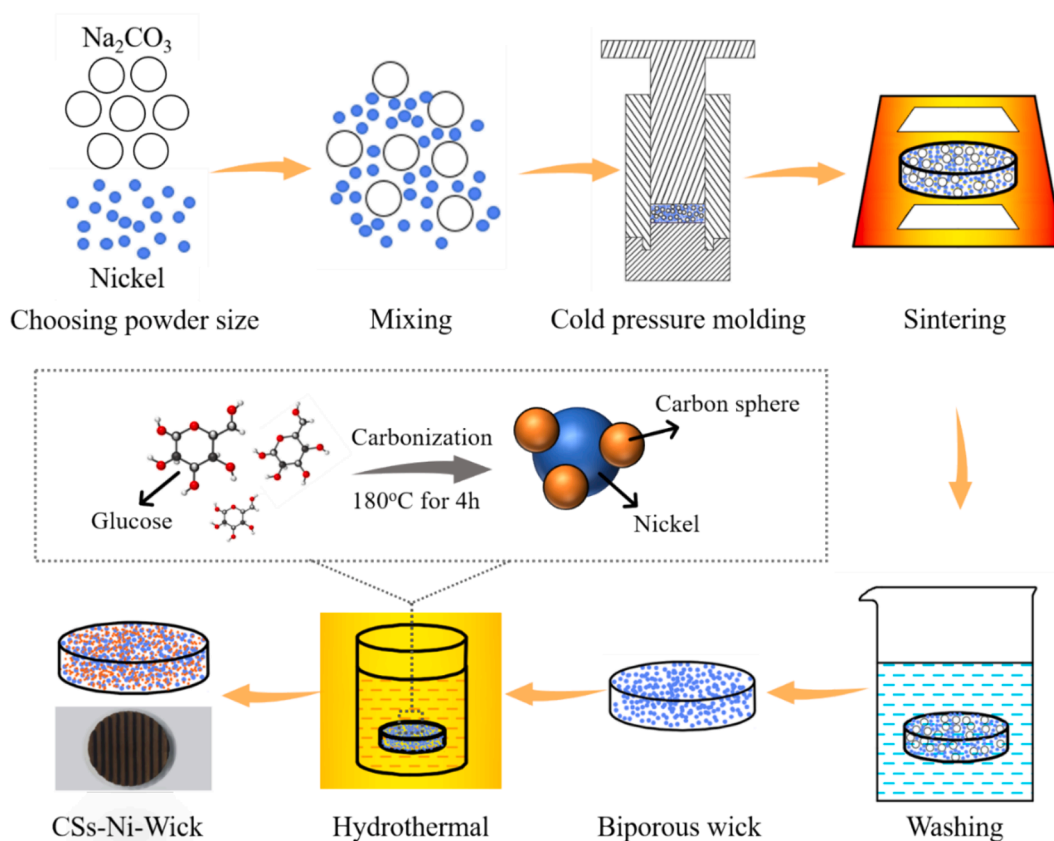 Na₂CO₃
Nickel
Choosing powder size
Mixing
Cold pressure molding
Sintering
Glucose
Carbonization
180°C for 4h
Carbon sphere
Nickel
CSs-Ni-Wick
Hydrothermal
Biporous wick
Washing